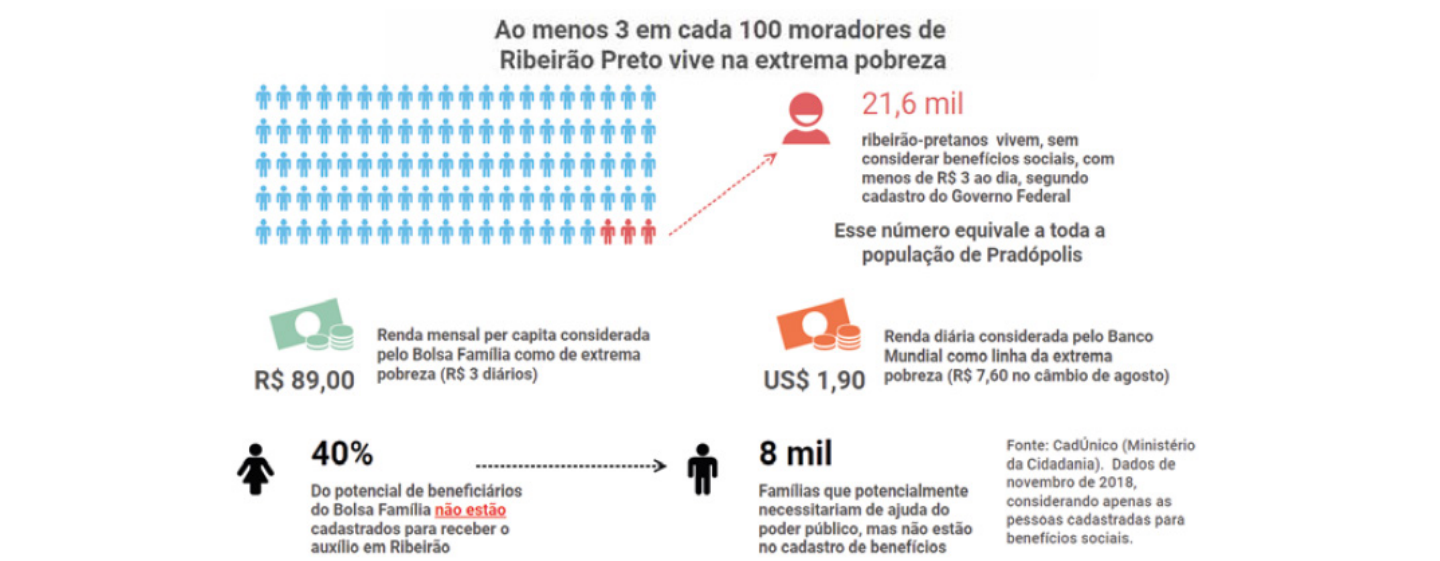 Ao menos 3 em cada 100 moradores de
Ribeirão Preto vive na extrema pobreza
21,6 mil
ribeirão-pretanos vivem, sem
considerar benefícios sociais, com
menos de R$ 3 ao dia, segundo
cadastro do Governo Federal
Esse número equivale a toda a
população de Pradópolis
R$ 89,00
Renda mensal per capita considerada
pelo Bolsa Família como de extrema
pobreza (R$ 3 diários)
US$ 1,90
Renda diária considerada pelo Banco
Mundial como linha da extrema
pobreza (R$ 7,60 no câmbio de agosto)
40%
Do potencial de beneficiários
do Bolsa Família não estão
cadastrados para receber o
auxílio em Ribeirão
8 mil
Famílias que potencialmente
necessitariam de ajuda do
poder público, mas não estão
no cadastro de benefícios
Fonte: CadÚnico (Ministério
da Cidadania). Dados de
novembro de 2018,
considerando apenas as
pessoas cadastradas para
benefícios sociais.